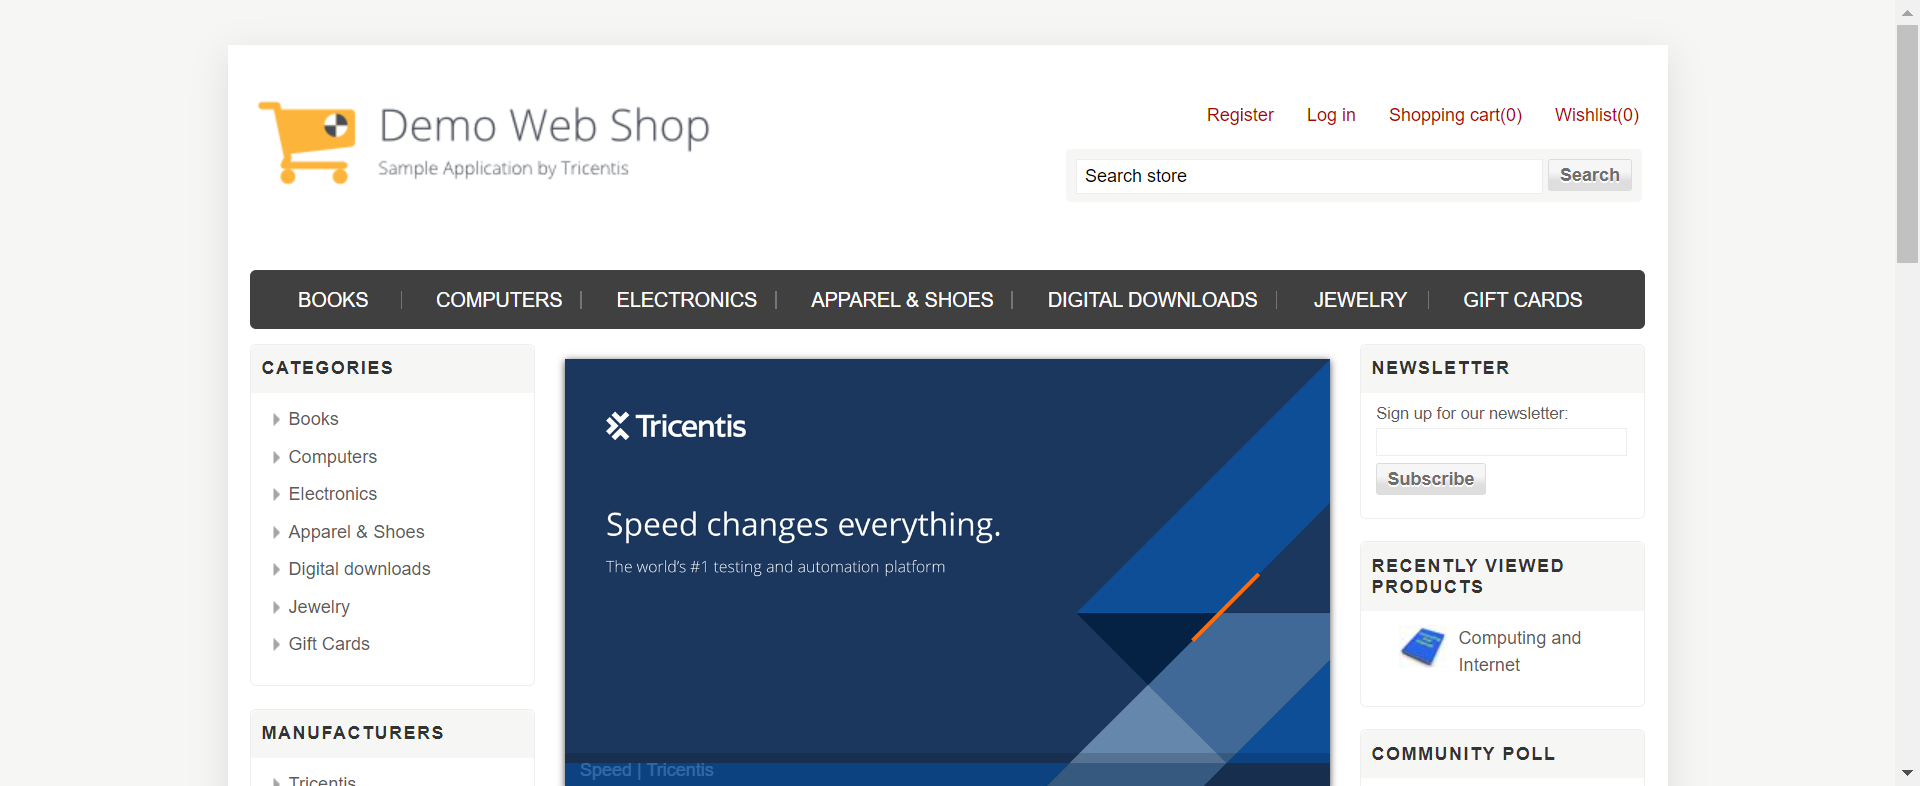 Demo Web Shop
Sample Application by Tricentis
Register Log in Shopping cart(0) Wishlist(0)
Search store Search
BOOKS COMPUTERS ELECTRONICS APPAREL & SHOES DIGITAL DOWNLOADS JEWELRY GIFT CARDS
CATEGORIES
Books
Computers
Electronics
Apparel & Shoes
Digital downloads
Jewelry
Gift Cards
MANUFACTURERS
Tricentis
Tricentis
Speed changes everything.
The world's #1 testing and automation platform
Speed | Tricentis
NEWSLETTER
Sign up for our newsletter:
Subscribe
RECENTLY VIEWED
PRODUCTS
Computing and
Internet
COMMUNITY POLL